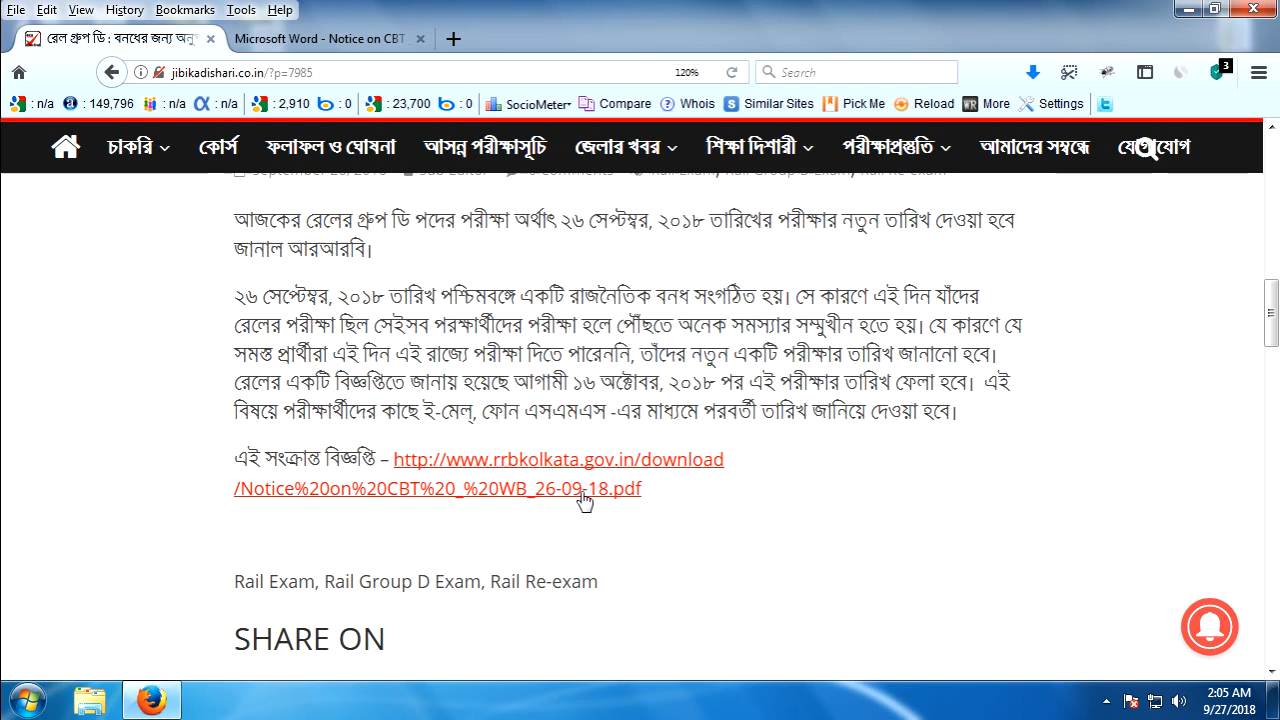 File Edit View History Bookmarks Tools Help
রেল গ্রুপ ডি : বনধের জন্য অনুপ × Microsoft Word - Notice on CBT × +
jibikadishari.co.in/?p=7985 120% Search 3
: n/a : 149,796 : n/a : n/a : 2,910 : 0 : 23,700 : 0 SocioMeter Compare Whois Similar Sites Pick Me Reload More Settings
চাকরি কোর্স ফলাফল ও ঘোষনা আসন্ন পরীক্ষাসূচি জেলার খবর শিক্ষা দিশারী পরীক্ষাপ্রস্তুতি আমাদের সম্বন্ধে যোগাযোগ
আজকের রেলের গ্রুপ ডি পদের পরীক্ষা অর্থাৎ ২৬ সেপ্টম্বর, ২০১৮ তারিখের পরীক্ষার নতুন তারিখ দেওয়া হবে
জানাল আরআরবি।
২৬ সেপ্টেম্বর, ২০১৮ তারিখ পশ্চিমবঙ্গে একটি রাজনৈতিক বনধ সংগঠিত হয়। সে কারণে এই দিন যাঁদের
রেলের পরীক্ষা ছিল সেইসব পরক্ষার্থীদের পরীক্ষা হলে পৌঁছতে অনেক সমস্যার সম্মুখীন হতে হয়। যে কারণে যে
সমস্ত প্রার্থীরা এই দিন এই রাজ্যে পরীক্ষা দিতে পারেননি, তাঁদের নতুন একটি পরীক্ষার তারিখ জানানো হবে।
রেলের একটি বিজ্ঞপ্তিতে জানায় হয়েছে আগামী ১৬ অক্টোবর, ২০১৮ পর এই পরীক্ষার তারিখ ফেলা হবে। এই
বিষয়ে পরীক্ষার্থীদের কাছে ই-মেল্, ফোন এসএমএস -এর মাধ্যমে পরবর্তী তারিখ জানিয়ে দেওয়া হবে।
এই সংক্রান্ত বিজ্ঞপ্তি – http://www.rrbkolkata.gov.in/download
/Notice%20on%20CBT%20_%20WB_26-09-18.pdf
Rail Exam, Rail Group D Exam, Rail Re-exam
SHARE ON
2:05 AM
9/27/2018